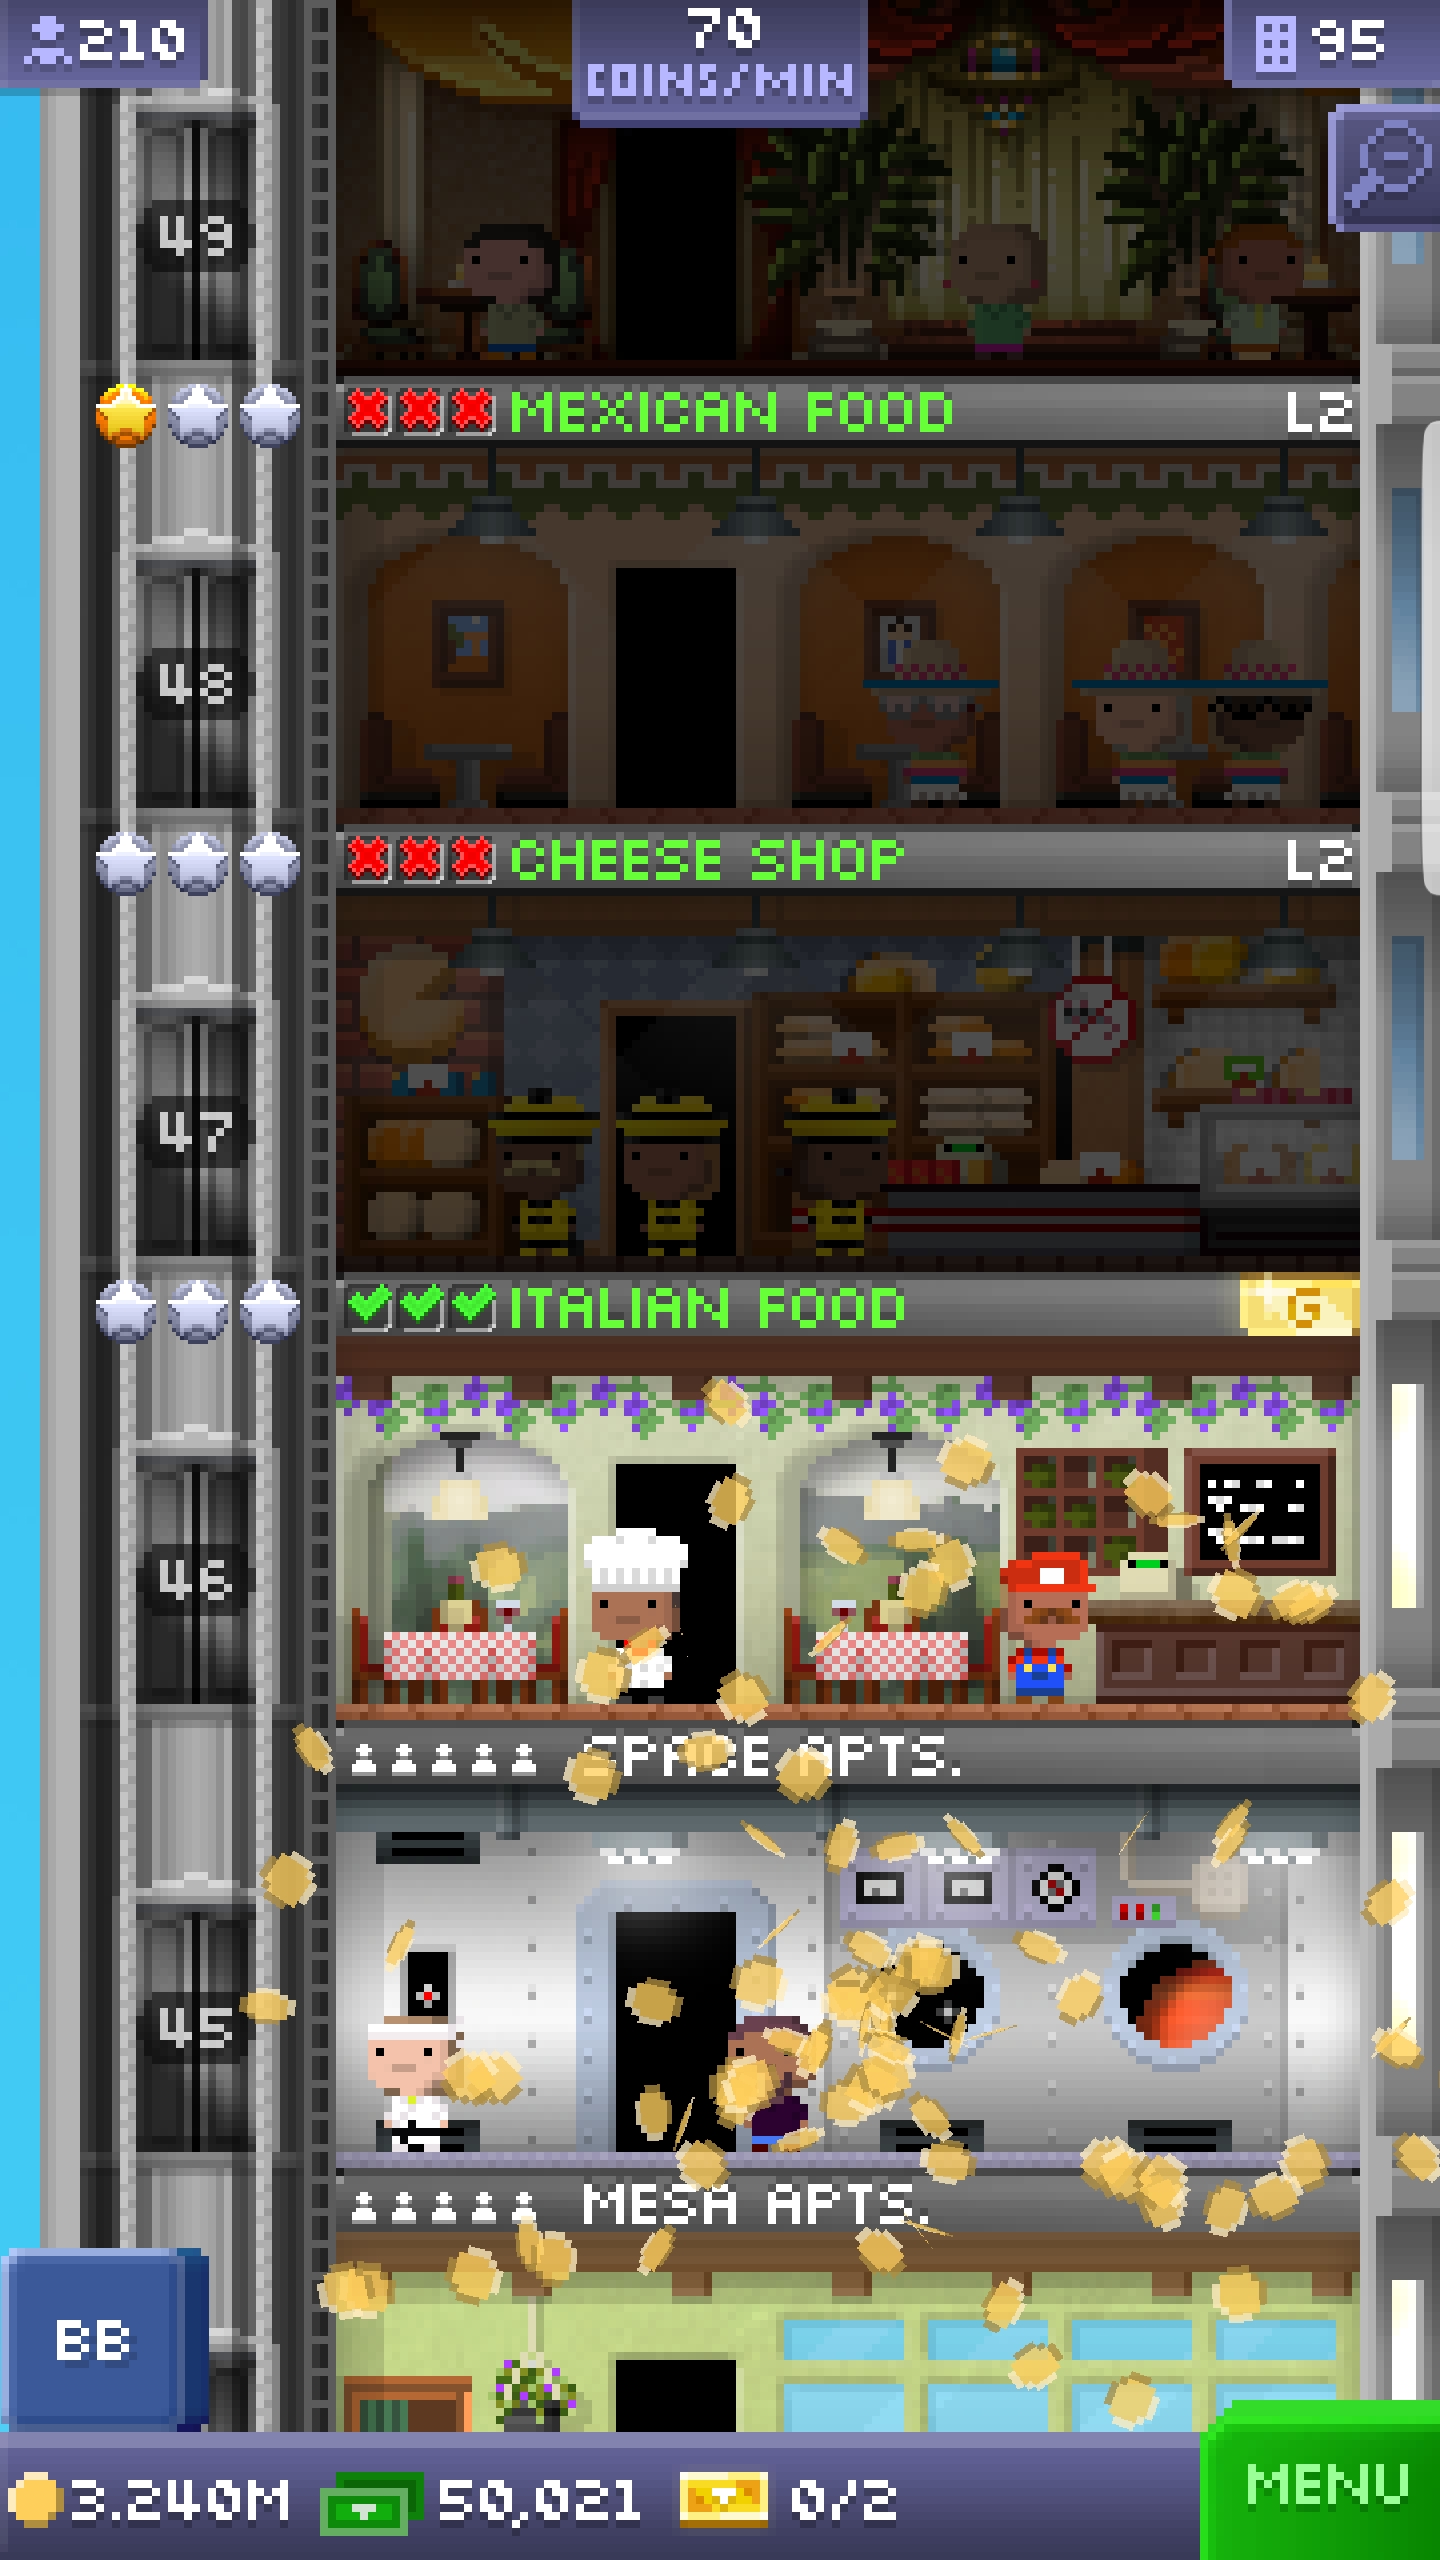 210
70
COINS/MIN
95
49
MEXICAN FOOD L2
48
CHEESE SHOP L2
47
ITALIAN FOOD G
46
SPACE APTS.
45
MESA APTS.
BB
3.240M 50,021 0/2
MENU